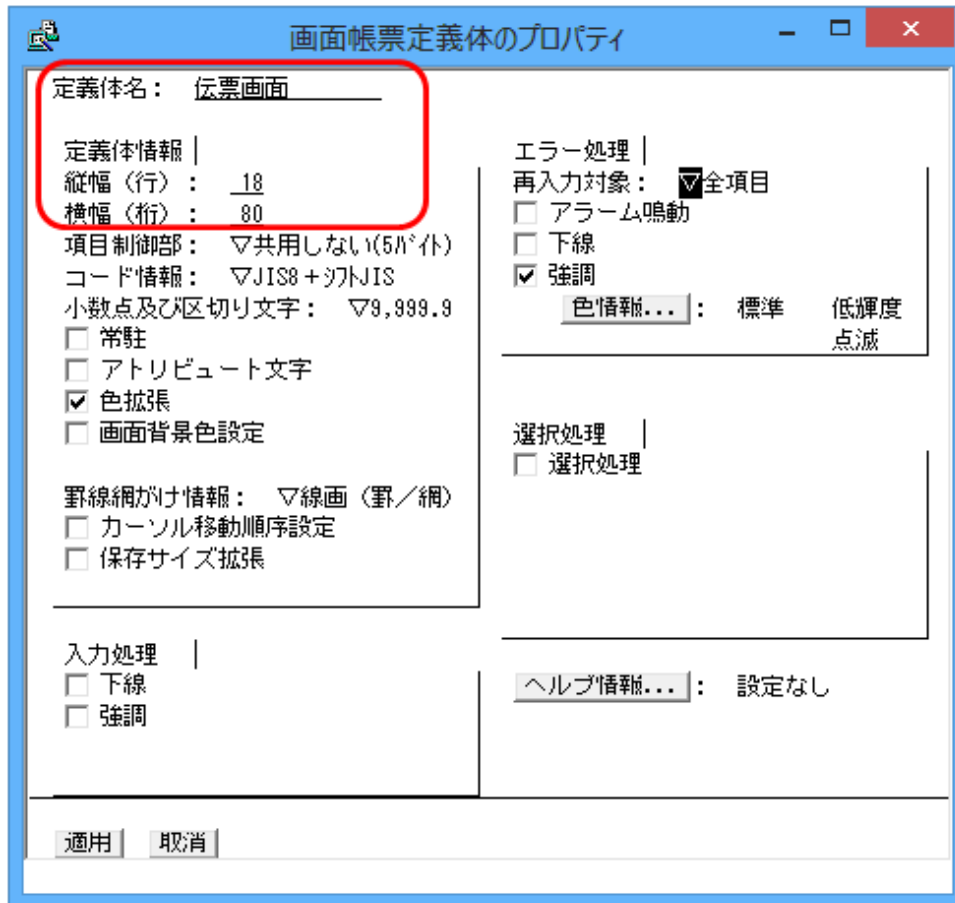 画面帳票定義体のプロパティ
定義体名： 伝票画面
定義体情報
縦幅（行）： 18
横幅（桁）： 80
項目制御部： ▽共用しない(5ﾊﾞｲﾄ)
コード情報： ▽JIS8+ｼﾌﾄJIS
小数点及び区切り文字： ▽9,999.9
常駐
アトリビュート文字
色拡張
画面背景色設定
罫線網がけ情報： ▽線画（罫／網）
カーソル移動順序設定
保存サイズ拡張
入力処理
下線
強調
エラー処理
再入力対象： ▽全項目
アラーム鳴動
下線
強調
色情報...： 標準 低輝度
点滅
選択処理
選択処理
ヘルプ情報...： 設定なし
適用 取消